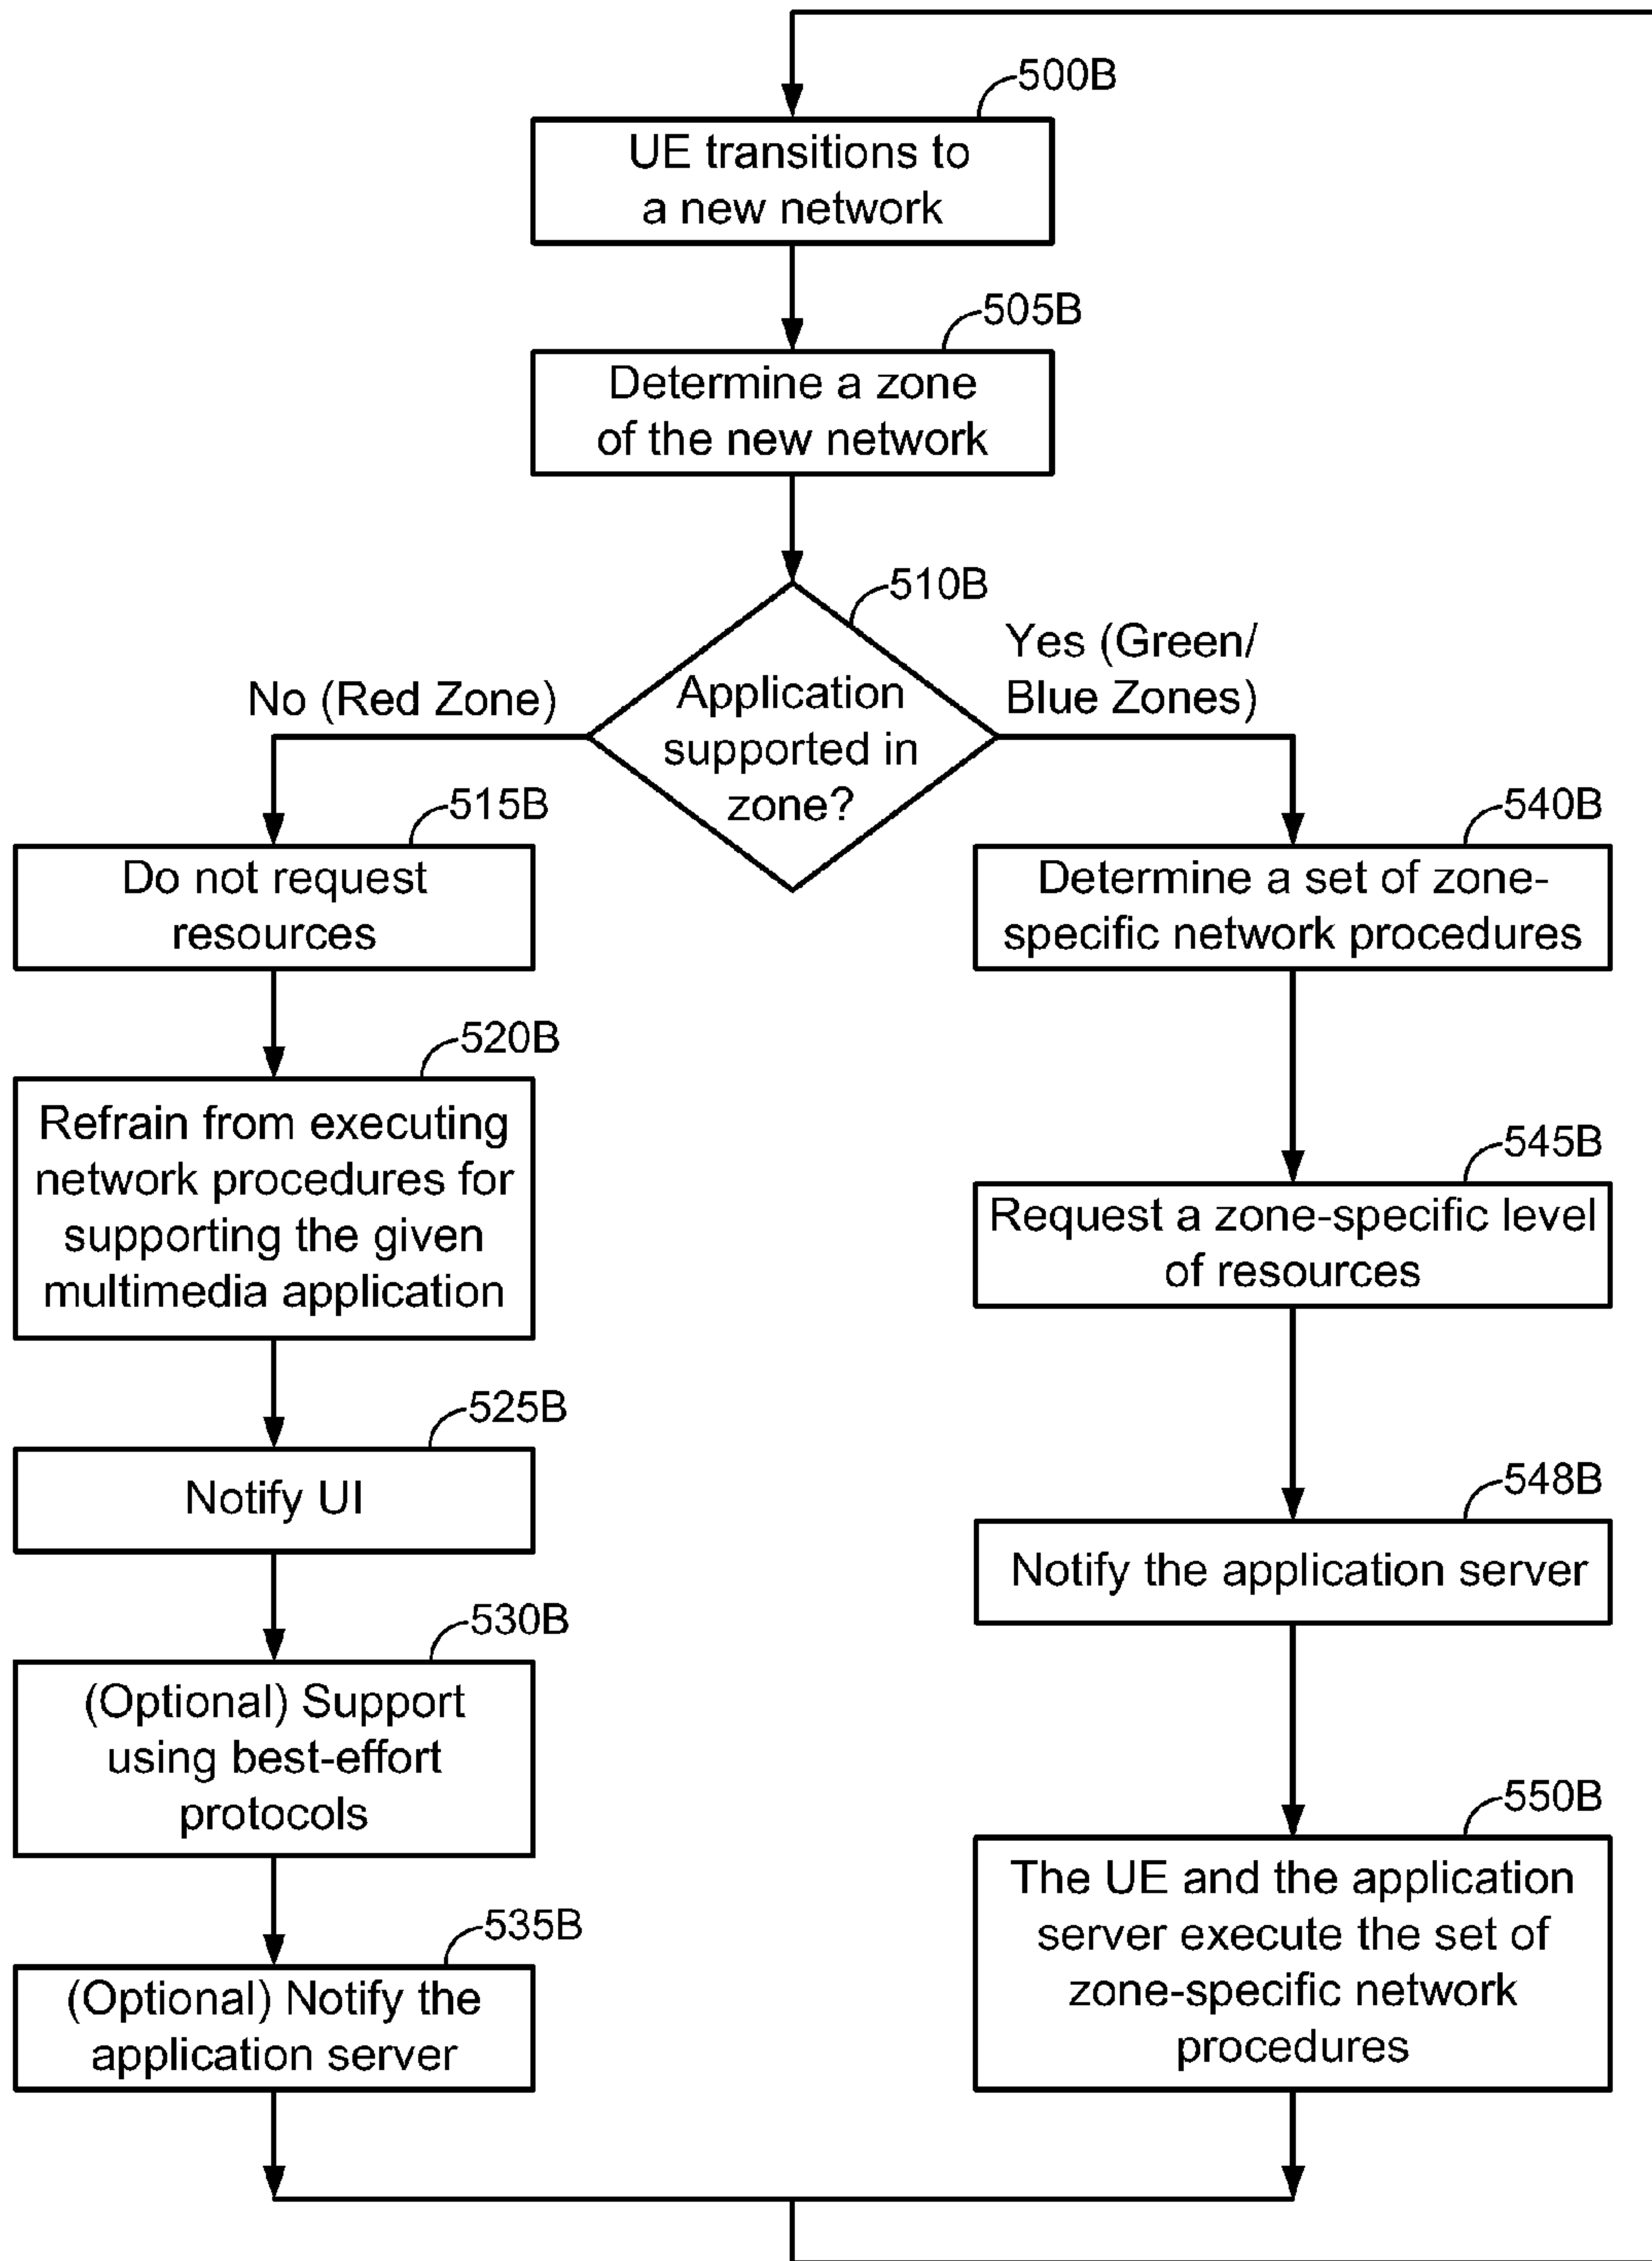 500B
UE transitions to
a new network
505B
Determine a zone
of the new network
510B
Application
supported in
zone?
No (Red Zone)
Yes (Green/
Blue Zones)
515B
Do not request
resources
520B
Refrain from executing
network procedures for
supporting the given
multimedia application
525B
Notify UI
530B
(Optional) Support
using best-effort
protocols
535B
(Optional) Notify the
application server
540B
Determine a set of zone-
specific network procedures
545B
Request a zone-specific level
of resources
548B
Notify the application server
550B
The UE and the application
server execute the set of
zone-specific network
procedures